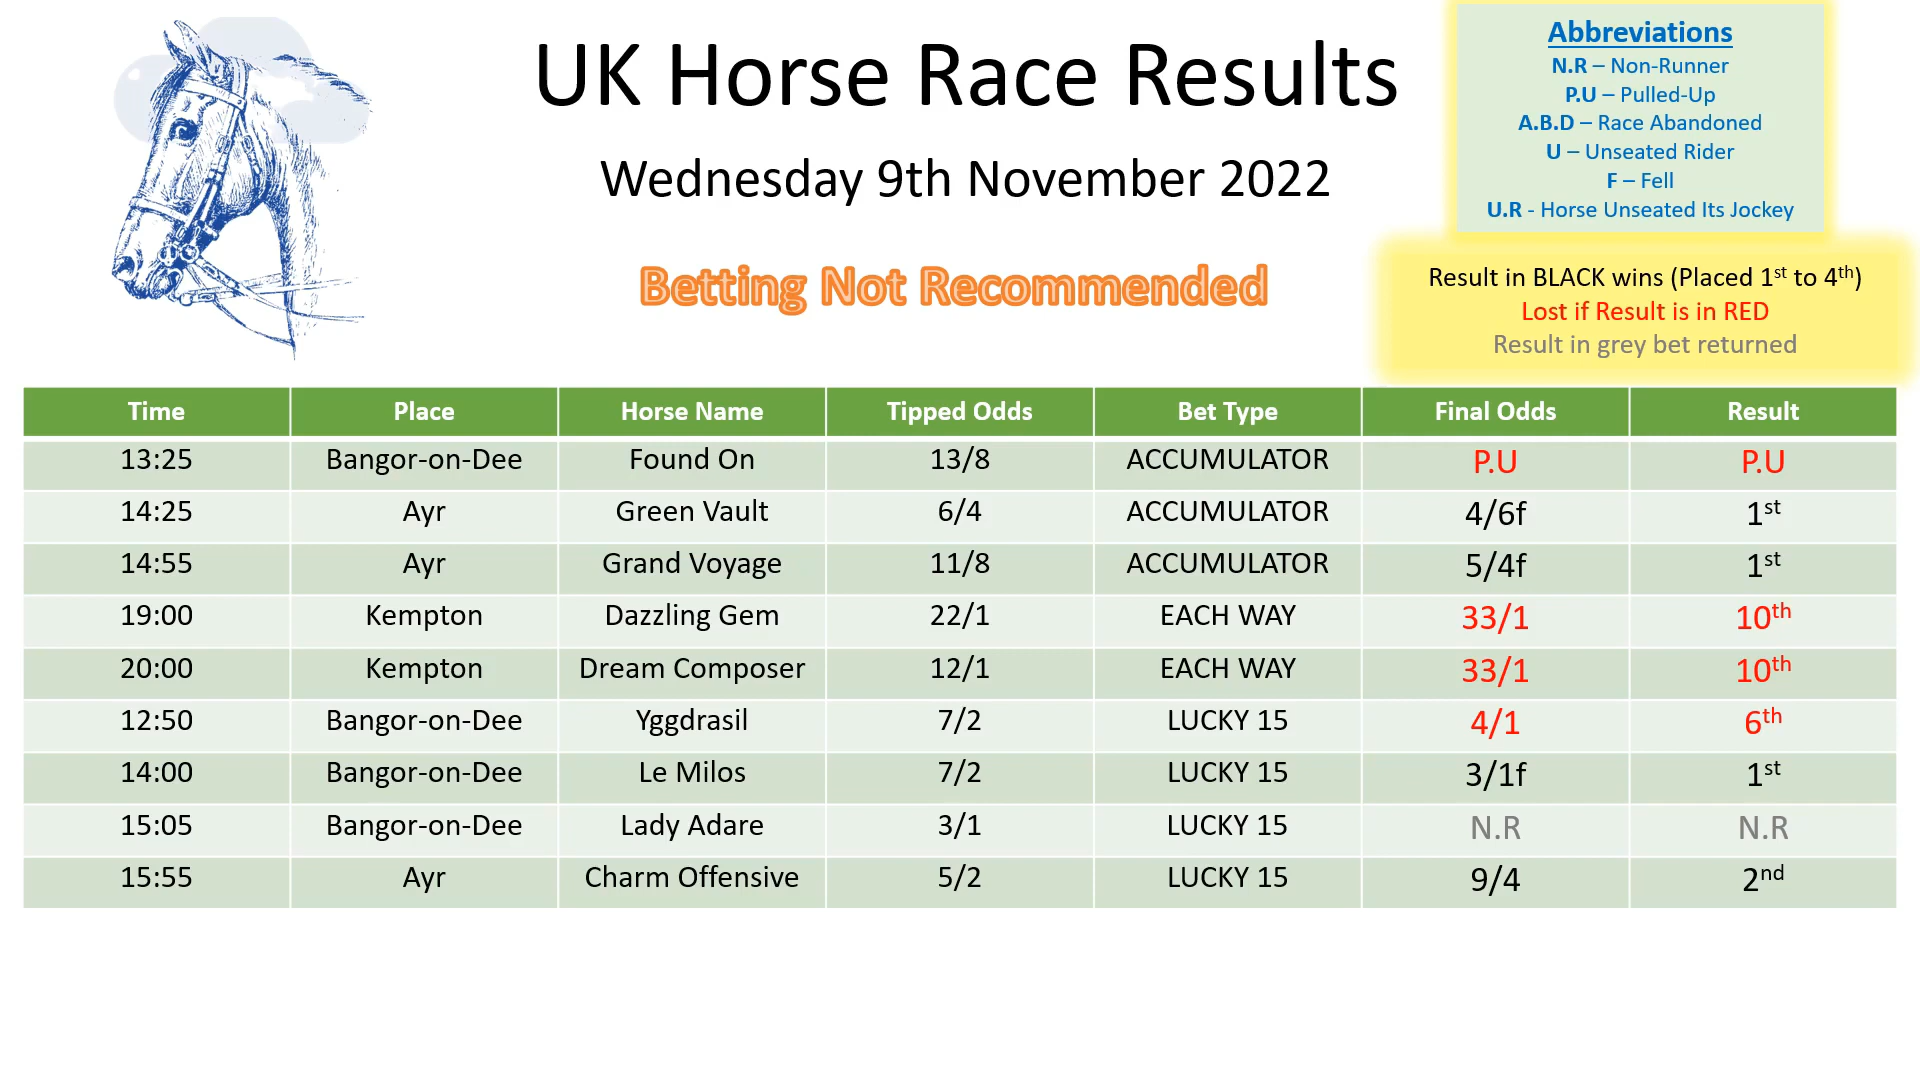 UK Horse Race Results
Wednesday 9th November 2022
Betting Not Recommended
Abbreviations
N.R – Non-Runner
P.U – Pulled-Up
A.B.D – Race Abandoned
U – Unseated Rider
F – Fell
U.R - Horse Unseated Its Jockey
Result in BLACK wins (Placed 1st to 4th)
Lost if Result is in RED
Result in grey bet returned
Time Place Horse Name Tipped Odds Bet Type Final Odds Result
13:25 Bangor-on-Dee Found On 13/8 ACCUMULATOR P.U P.U
14:25 Ayr Green Vault 6/4 ACCUMULATOR 4/6f 1st
14:55 Ayr Grand Voyage 11/8 ACCUMULATOR 5/4f 1st
19:00 Kempton Dazzling Gem 22/1 EACH WAY 33/1 10th
20:00 Kempton Dream Composer 12/1 EACH WAY 33/1 10th
12:50 Bangor-on-Dee Yggdrasil 7/2 LUCKY 15 4/1 6th
14:00 Bangor-on-Dee Le Milos 7/2 LUCKY 15 3/1f 1st
15:05 Bangor-on-Dee Lady Adare 3/1 LUCKY 15 N.R N.R
15:55 Ayr Charm Offensive 5/2 LUCKY 15 9/4 2nd